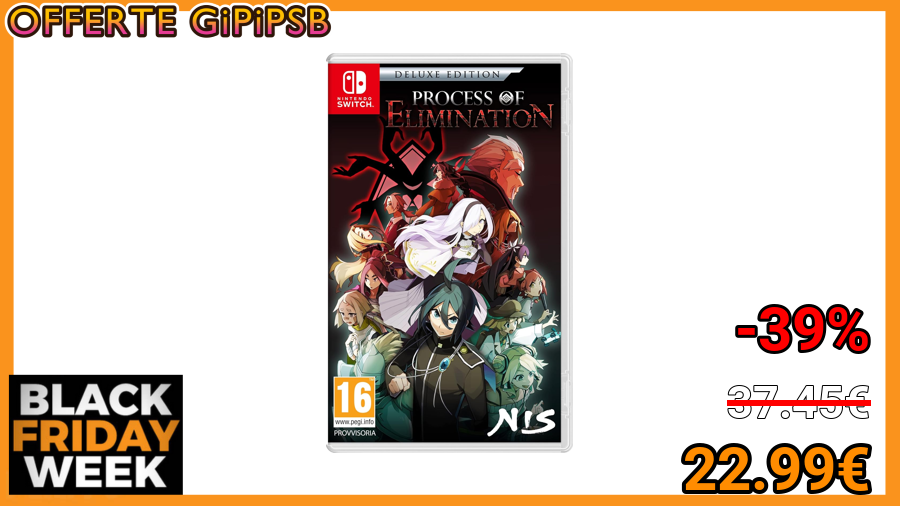 OFFERTE GiPiPSB
DELUXE EDITION
NINTENDO
SWITCH.
PROCESS OF
ELIMINATION
16
www.pegi.info
PROVVISORIA
NIS
-39%
37.45€
22.99€
BLACK
FRIDAY
WEEK